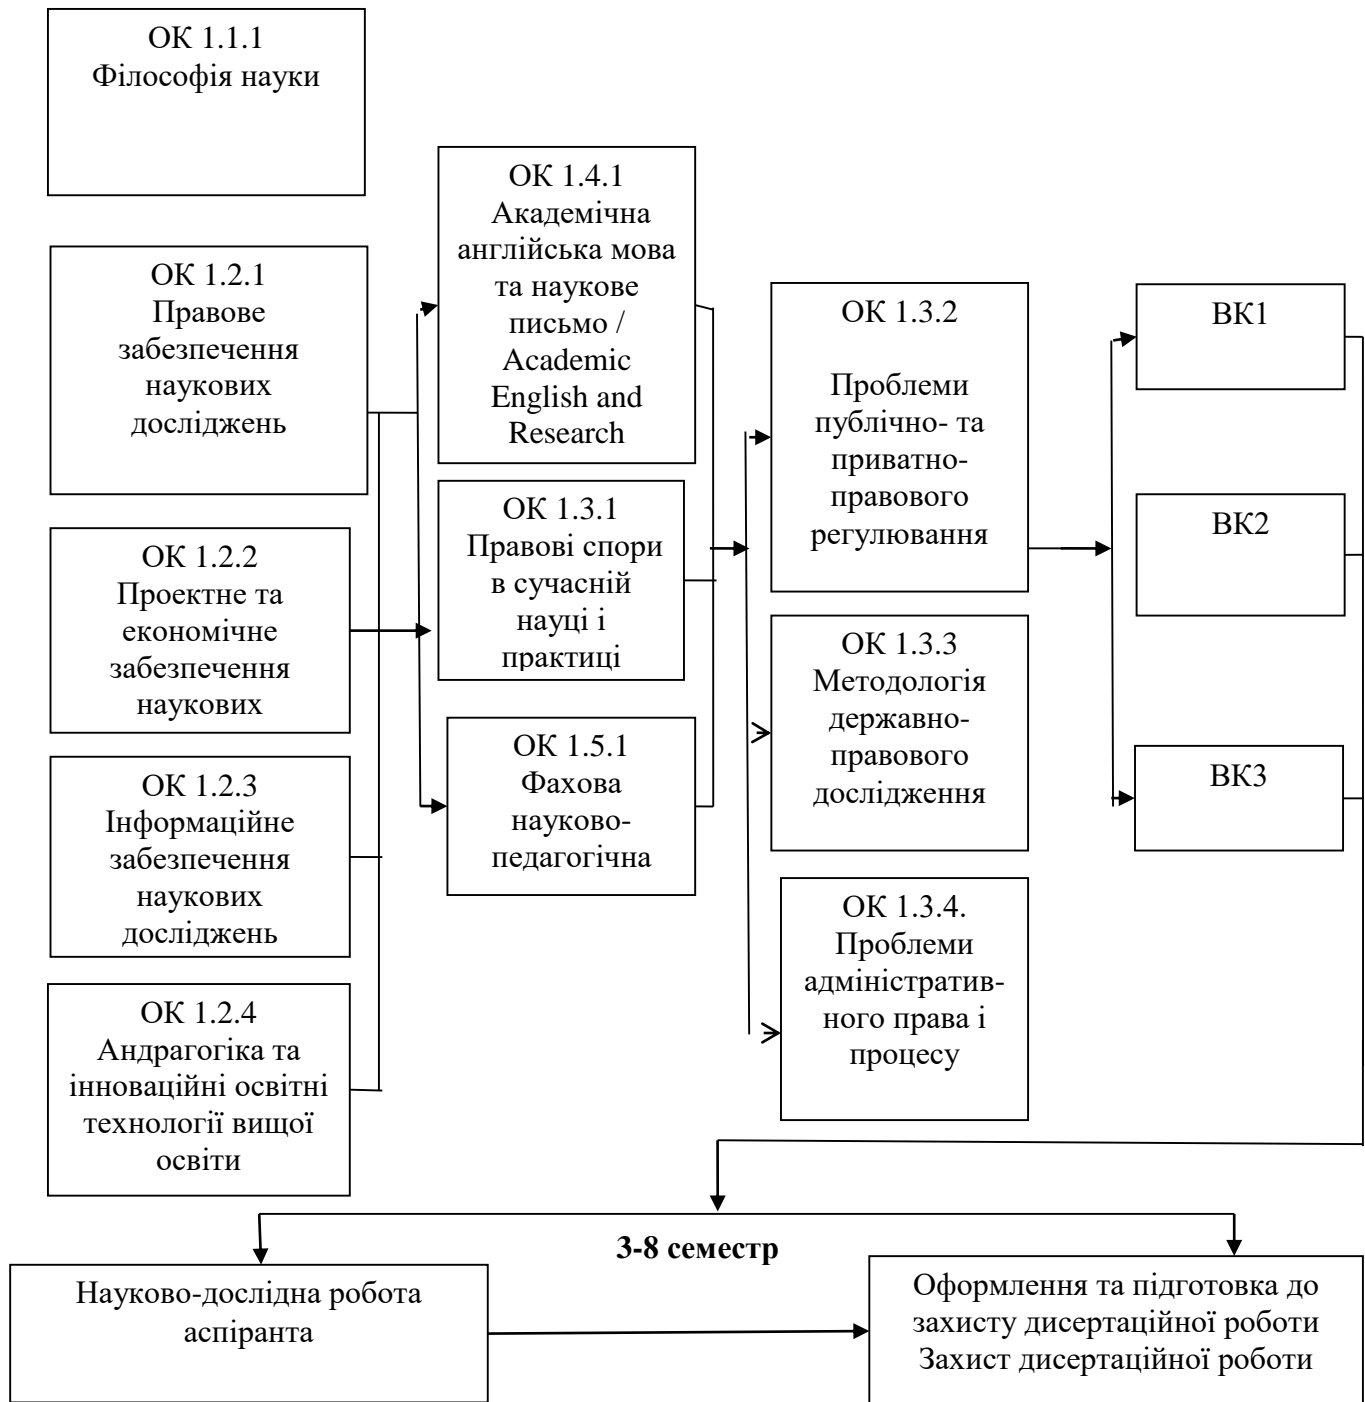 ОК 1.1.1
Філософія науки
ОК 1.2.1
Правове
забезпечення
наукових
досліджень
ОК 1.2.2
Проектне та
економічне
забезпечення
наукових
ОК 1.2.3
Інформаційне
забезпечення
наукових
досліджень
ОК 1.2.4
Андрагогіка та
інноваційні освітні
технології вищої
освіти
ОК 1.4.1
Академічна
англійська мова
та наукове
письмо /
Academic
English and
Research
ОК 1.3.1
Правові спори
в сучасній
науці і
практиці
ОК 1.5.1
Фахова
науково-
педагогічна
ОК 1.3.2
Проблеми
публічно- та
приватно-
правового
регулювання
ОК 1.3.3
Методологія
державно-
правового
дослідження
ОК 1.3.4.
Проблеми
адміністратив-
ного права і
процесу
ВК1
ВК2
ВК3
3-8 семестр
Науково-дослідна робота
аспіранта
Оформлення та підготовка до
захисту дисертаційної роботи
Захист дисертаційної роботи